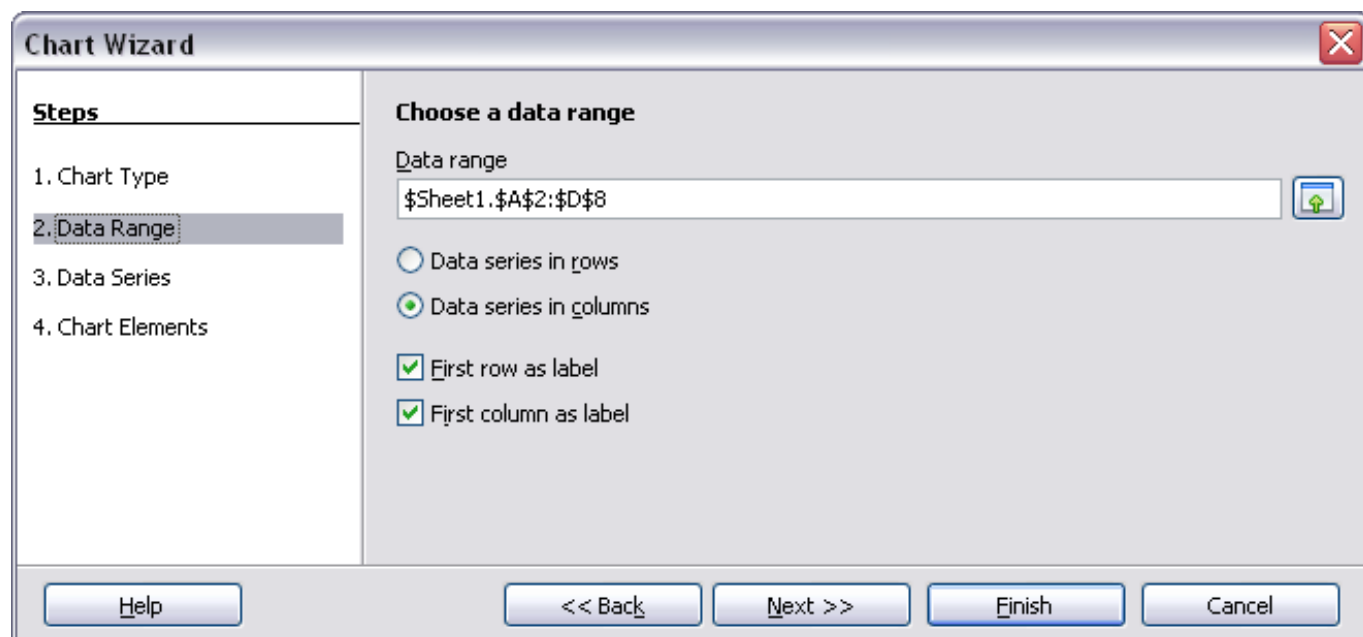 Chart Wizard
Steps
1. Chart Type
2. Data Range
3. Data Series
4. Chart Elements
Choose a data range
Data range
$Sheet1.$A$2:$D$8
Data series in rows
Data series in columns
First row as label
First column as label
Help
<< Back
Next >>
Finish
Cancel